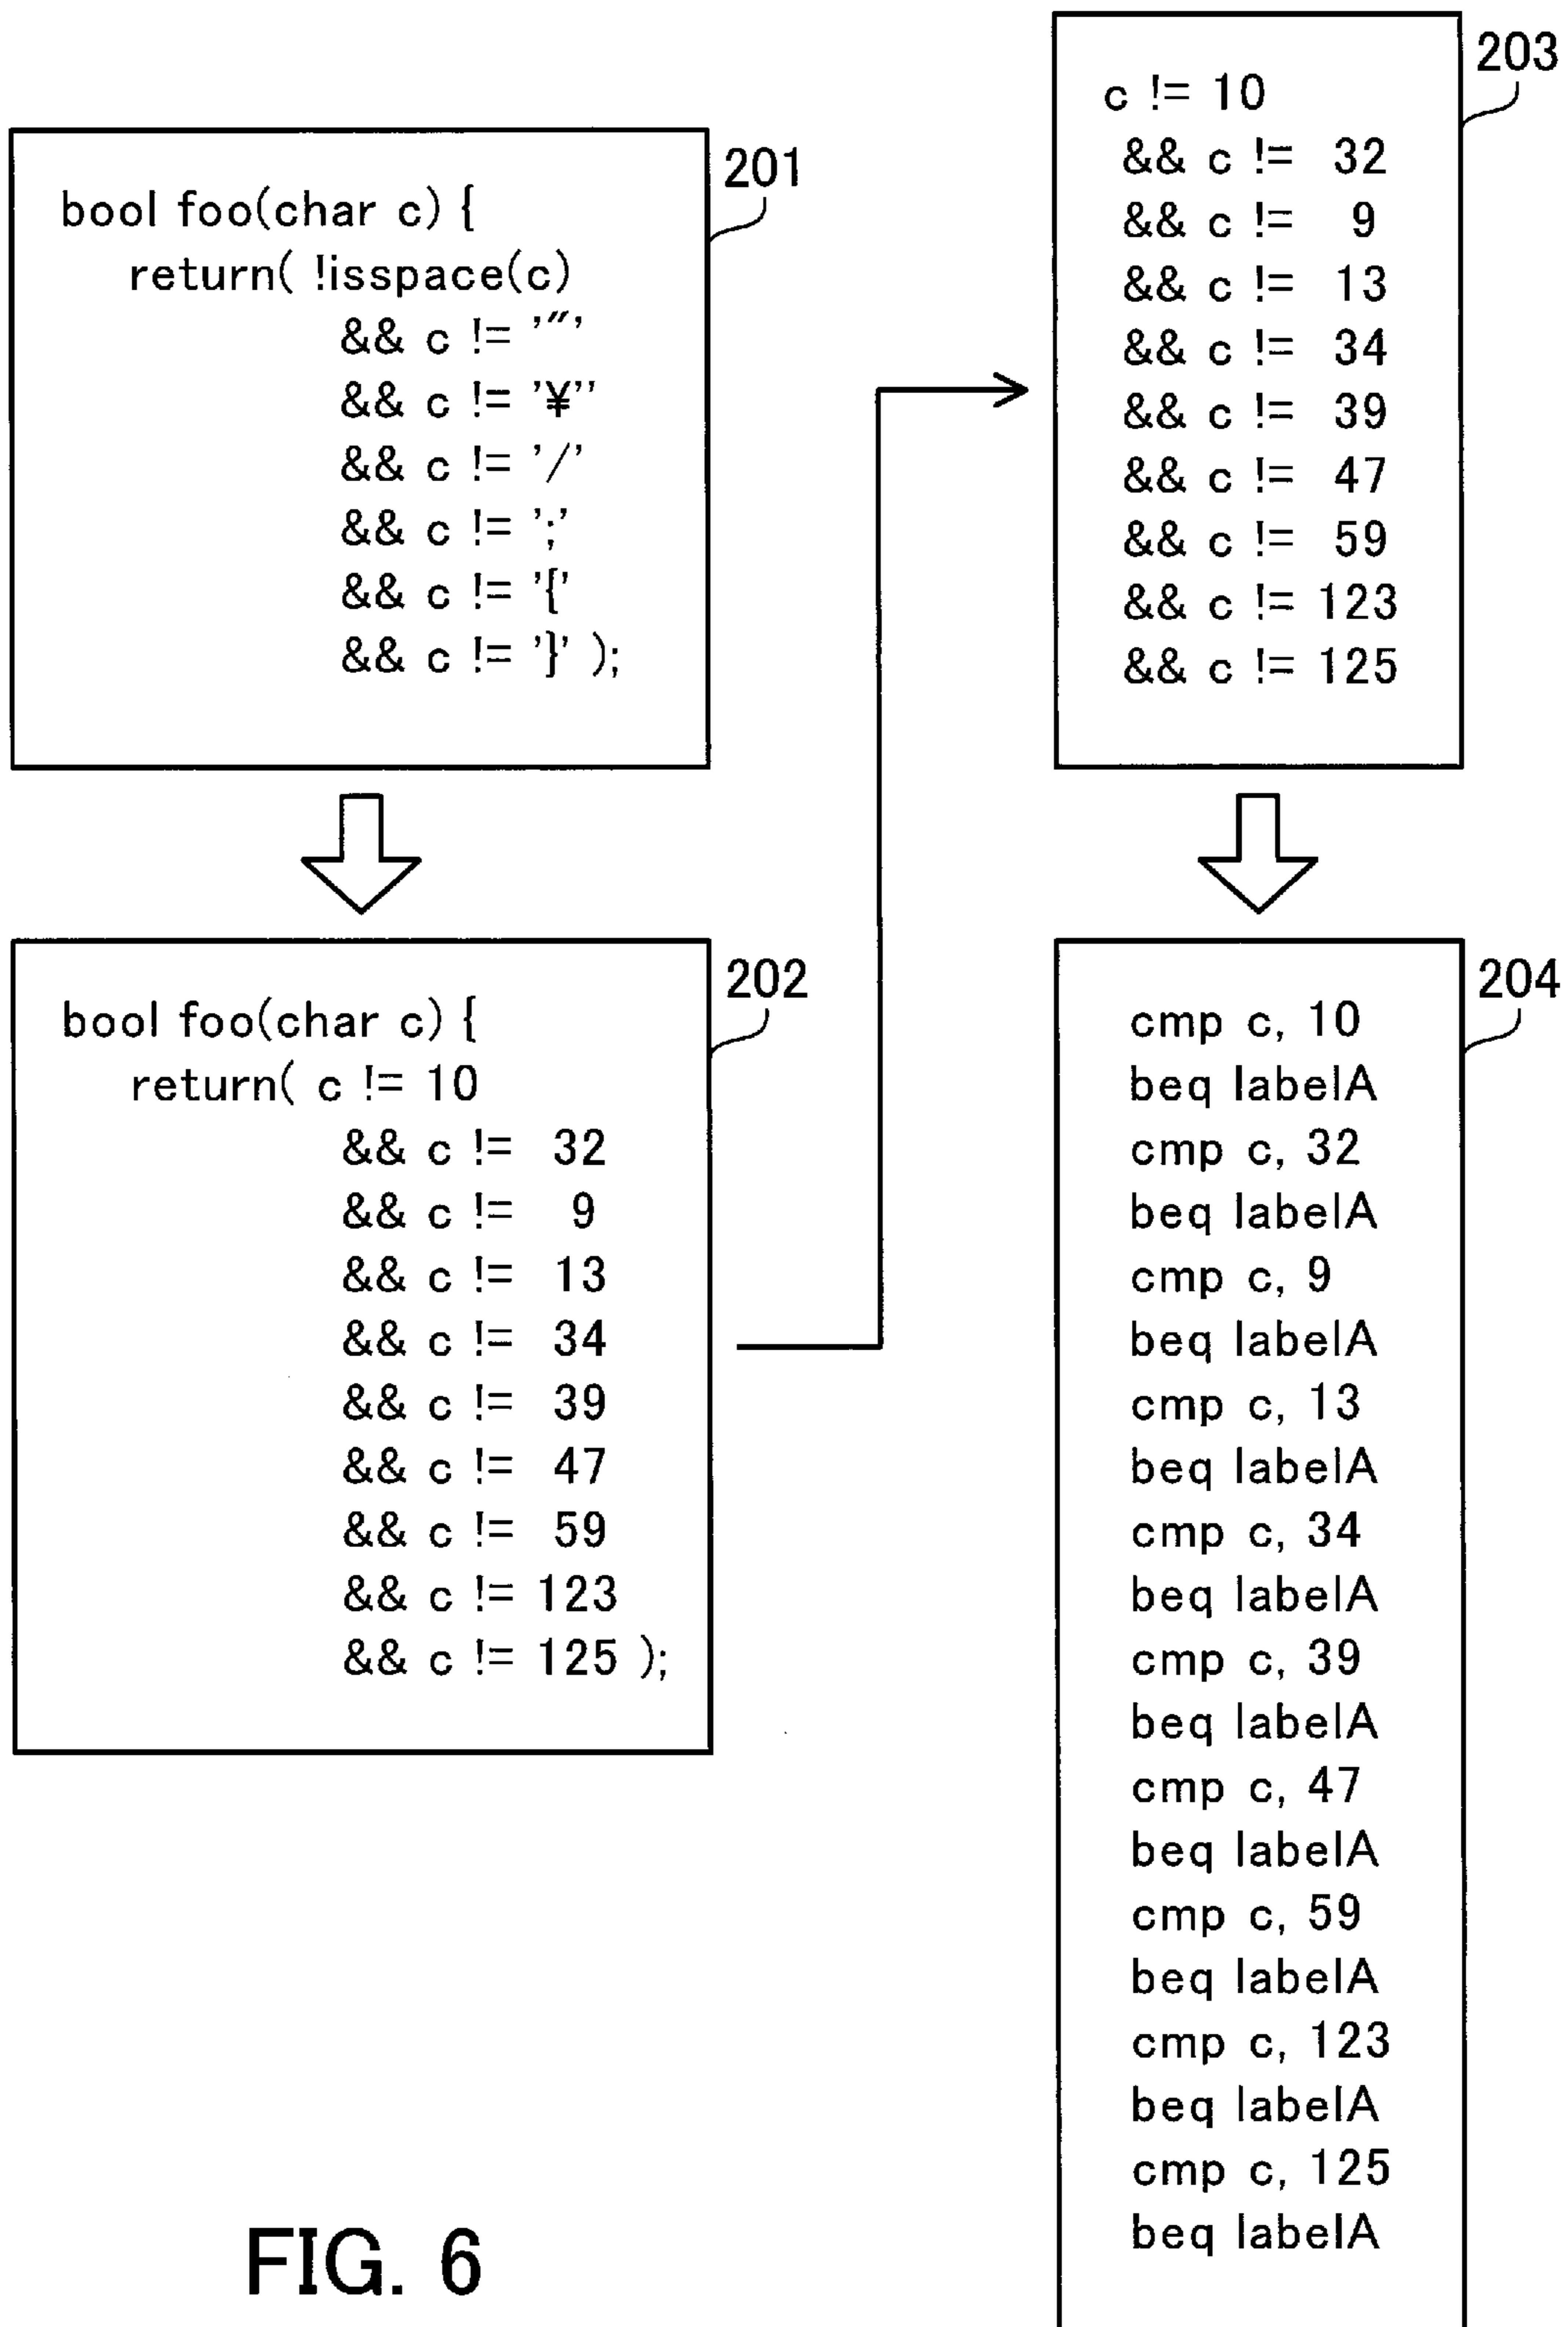 201
bool foo(char c) {
return( !isspace(c)
&& c != '"'
&& c != '¥''
&& c != '/'
&& c != ';'
&& c != '{'
&& c != '}' );
202
bool foo(char c) {
return( c != 10
&& c != 32
&& c != 9
&& c != 13
&& c != 34
&& c != 39
&& c != 47
&& c != 59
&& c != 123
&& c != 125 );
203
c != 10
&& c != 32
&& c != 9
&& c != 13
&& c != 34
&& c != 39
&& c != 47
&& c != 59
&& c != 123
&& c != 125
204
cmp c, 10
beq labelA
cmp c, 32
beq labelA
cmp c, 9
beq labelA
cmp c, 13
beq labelA
cmp c, 34
beq labelA
cmp c, 39
beq labelA
cmp c, 47
beq labelA
cmp c, 59
beq labelA
cmp c, 123
beq labelA
cmp c, 125
beq labelA
FIG. 6